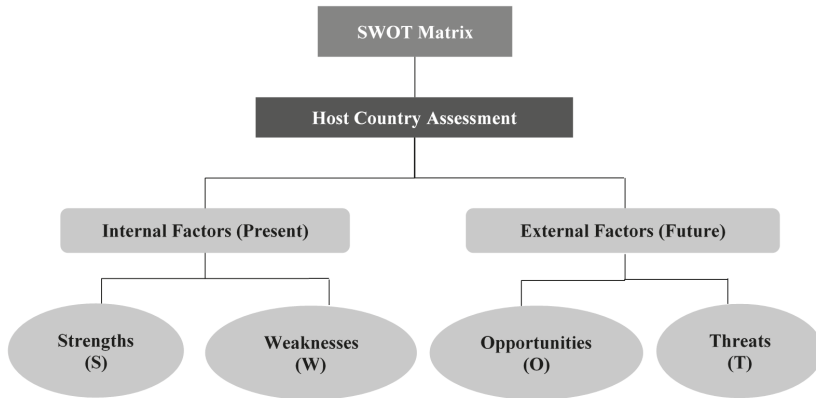 SWOT Matrix
Host Country Assessment
Internal Factors (Present)
External Factors (Future)
Strengths
(S)
Weaknesses
(W)
Opportunities
(O)
Threats
(T)